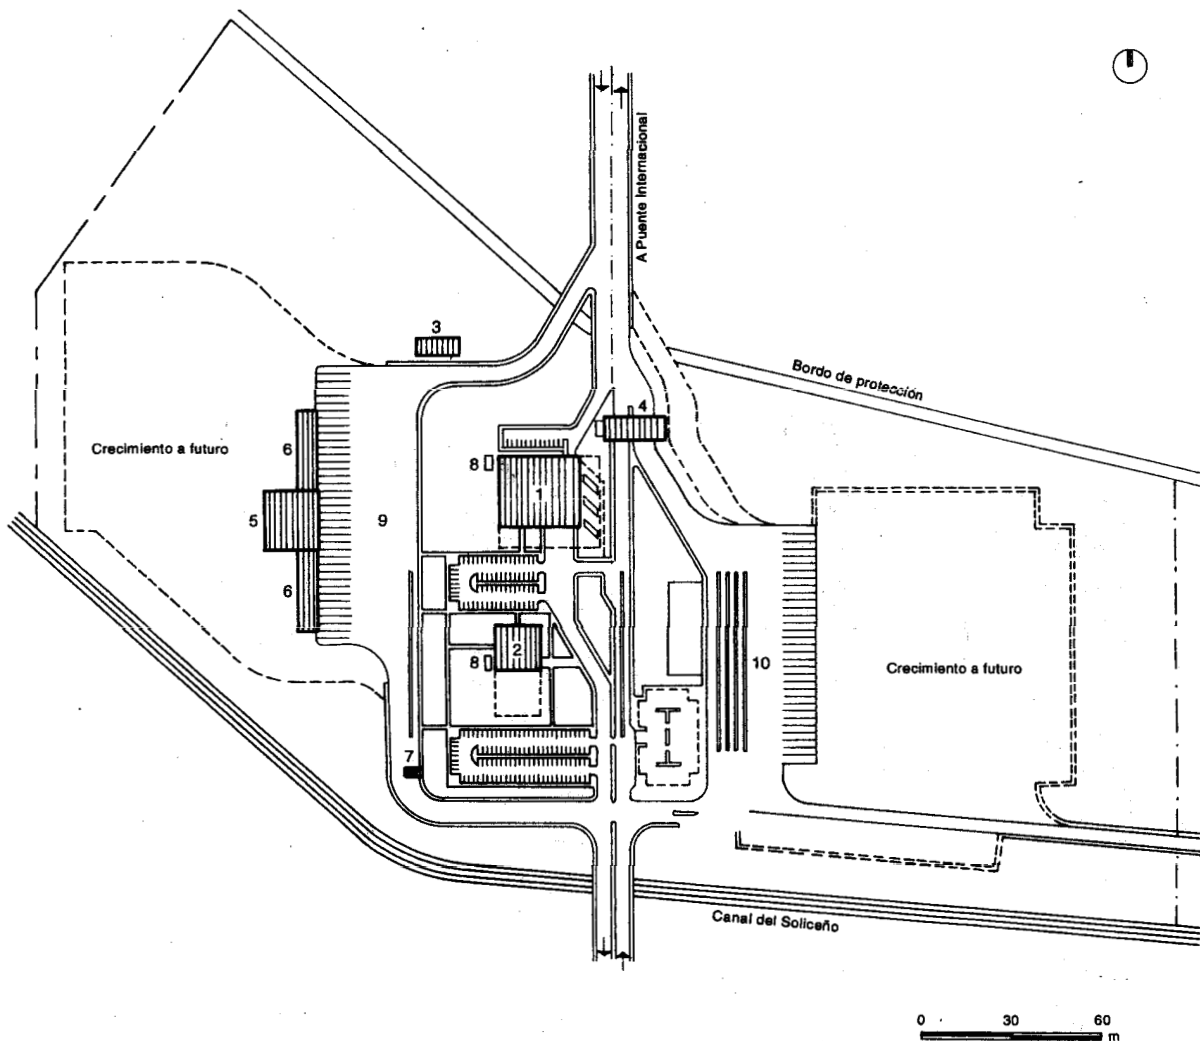 A Puente Internacional
3
Bordo de protección
4
6
Crecimiento a futuro
8
1
5
9
6
2
8
10
Crecimiento a futuro
7
Canal del Soliceño
0 30 60
m